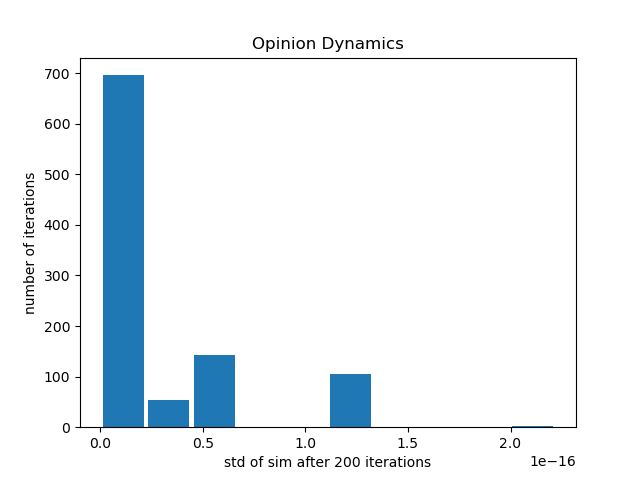 Opinion Dynamics
700
600
500
400
300
200
100
0
number of iterations
0.0 0.5 1.0 1.5 2.0
1e−16
std of sim after 200 iterations